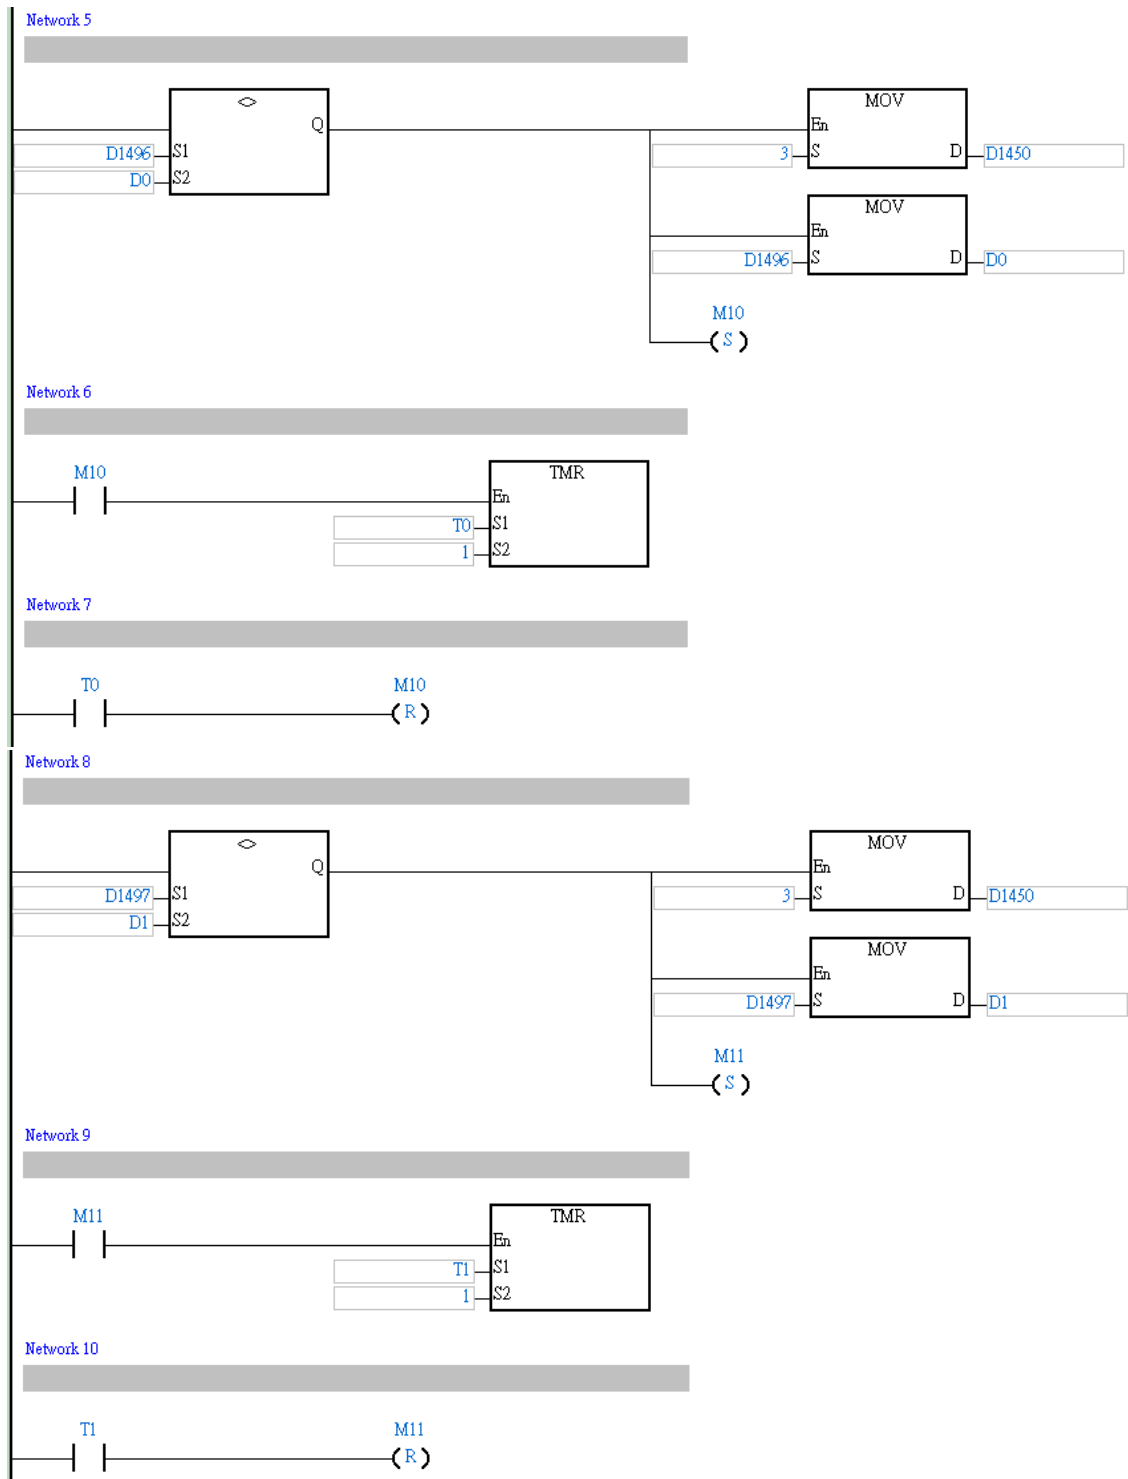 Network 5
<> MOV
Q En
D1496 S1 3 S D D1450
D0 S2
MOV
En
D1496 S D D0
M10
( S )
Network 6
M10 TMR
En
T0 S1
1 S2
Network 7
T0 M10
( R )
Network 8
<> MOV
Q En
D1497 S1 3 S D D1450
D1 S2
MOV
En
D1497 S D D1
M11
( S )
Network 9
M11 TMR
En
T1 S1
1 S2
Network 10
T1 M11
( R )